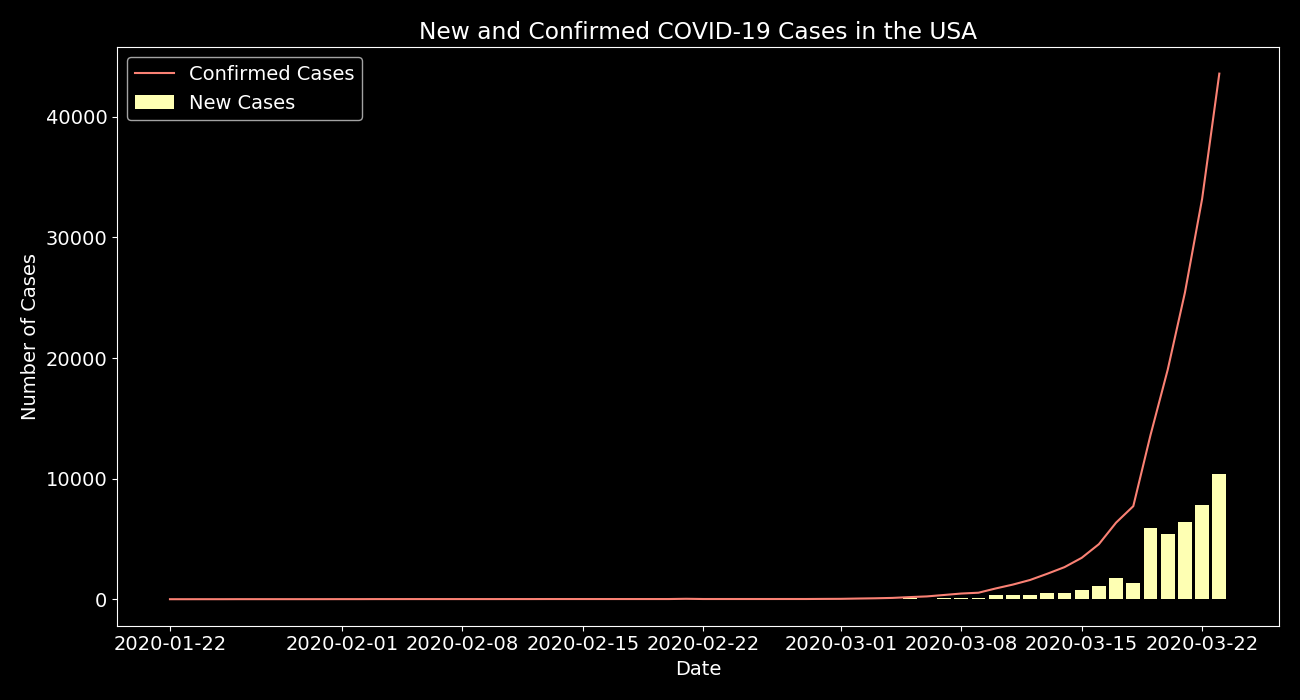 New and Confirmed COVID-19 Cases in the USA
Confirmed Cases
New Cases
40000
30000
20000
10000
0
Number of Cases
2020-01-22
2020-02-01
2020-02-08
2020-02-15
2020-02-22
2020-03-01
2020-03-08
2020-03-15
2020-03-22
Date